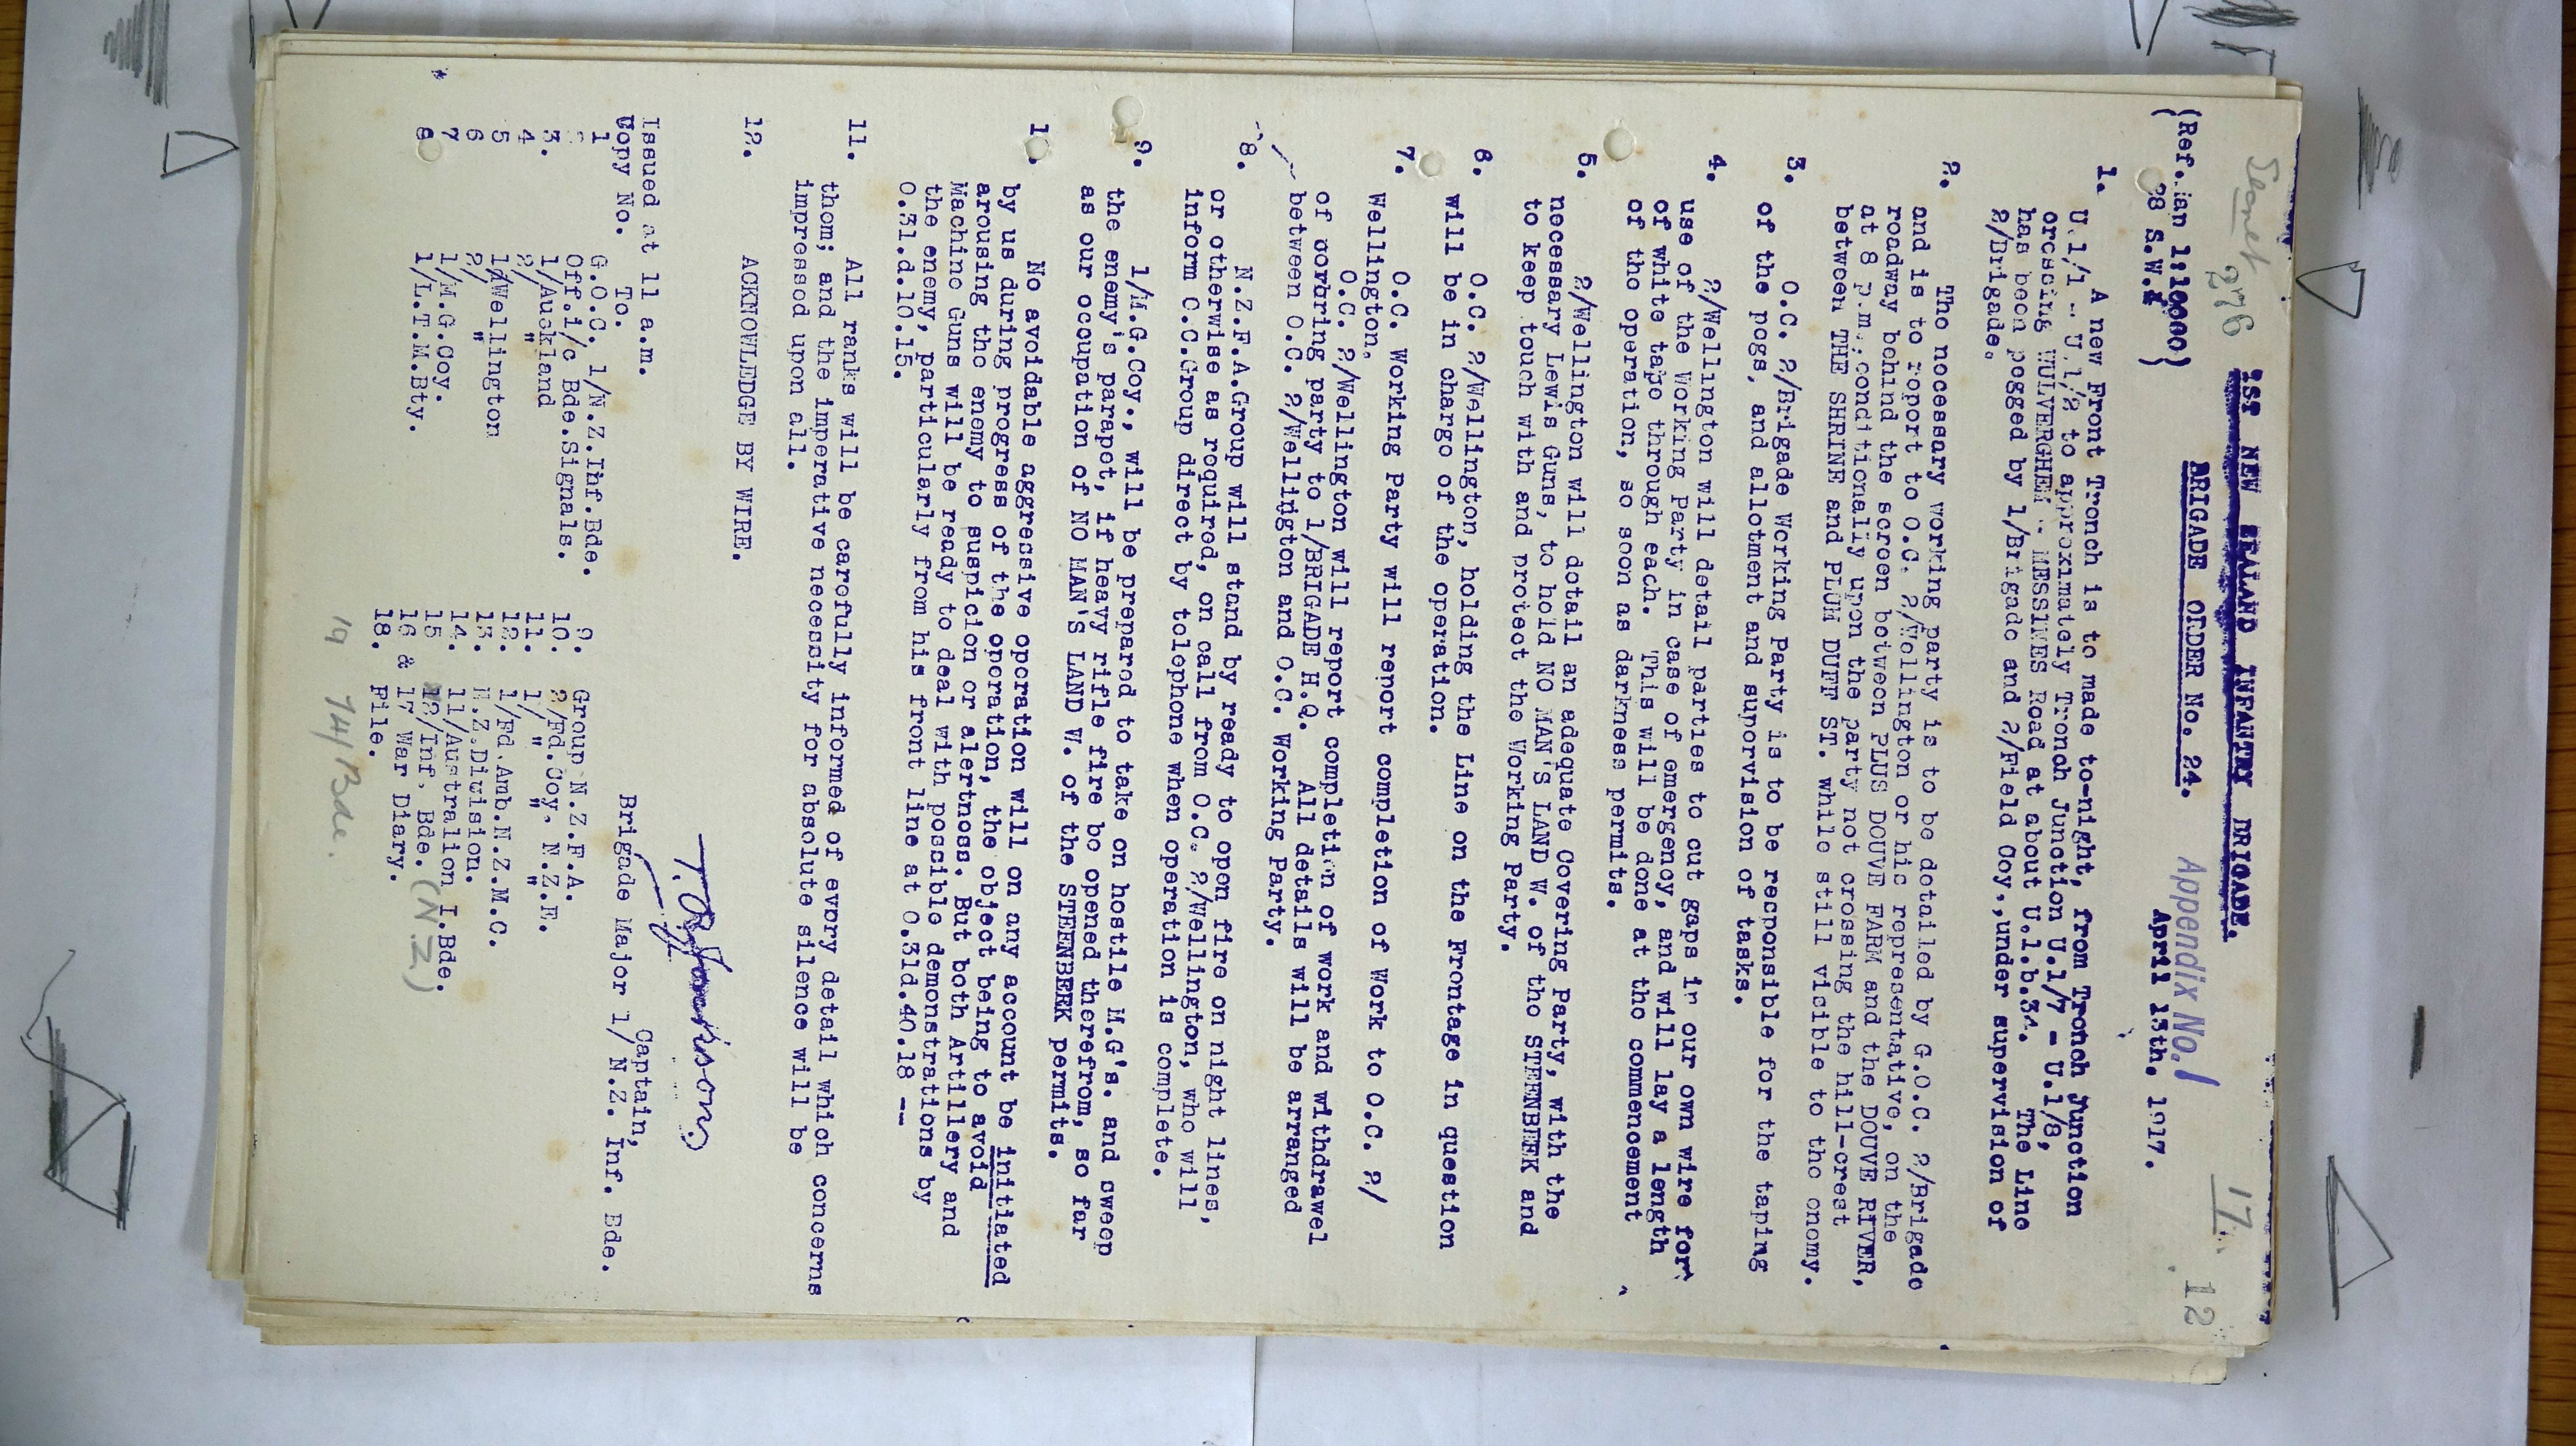 Secret 276
17.
12
1ST NEW ZEALAND INFANTRY BRIGADE.
BRIGADE ORDER No. 24.
Appendix No. 1
(Ref. 1:10000)
( 28 S.W. )
April 13th. 1917.
1. A new Front Trench is to made to-night, from Trench Junction
U.1/1 - U.1/2 to approximately Trench Junction U.1/7 - U.1/8,
crossing WULVERGHEM - MESSINES Road at about U.1.b.3 . The Line
has been pegged by 1/Brigade and 2/Field Coy., under supervision of
2/Brigade.
2. The necessary working party is to be detailed by G.O.C. 2/Brigade
and is to report to O.C. 2/Wellington or his representative, on the
roadway behind the screen between PLUS DOUVE FARM and the DOUVE RIVER,
at 8 p.m., conditionally upon the party not crossing the hill-crest
between THE SHRINE and PLUM DUFF ST. while still visible to the enemy.
3. O.C. 2/Brigade Working Party is to be responsible for the taping
of the pegs, and allotment and supervision of tasks.
4. 2/Wellington will detail parties to cut gaps in our own wire for
use of the Working Party in case of emergency, and will lay a length
of white tape through each. This will be done at the commencement
of the operation, so soon as darkness permits.
5. 2/Wellington will detail an adequate Covering Party, with the
necessary Lewis Guns, to hold NO MAN'S LAND W. of the STEENBEEK and
to keep touch with and protect the Working Party.
6. O.C. 2/Wellington, holding the Line on the Frontage in question
will be in charge of the operation.
7. O.C. Working Party will report completion of Work to O.C. 2/
Wellington.
O.C. 2/Wellington will report completion of work and withdrawel
of working party to 1/BRIGADE H.Q. All details will be arranged
between O.C. 2/Wellington and O.C. Working Party.
8. N.Z.F.A.Group will stand by ready to open fire on night lines,
or otherwise as required, on call from O.C. 2/Wellington, who will
inform O.C.Group direct by telephone when operation is complete.
9. 1/M.G.Coy., will be prepared to take on hostile M.G's. and sweep
the enemy's parapet, if heavy rifle fire be opened therefrom, so far
as our occupation of NO MAN'S LAND W. of the STEENBEEK permits.
10. No avoidable aggressive operation will on any account be initiated
by us during progress of the operation, the object being to avoid
arousing the enemy to suspicion or alertness. But both Artillery and
Machine Guns will be ready to deal with possible demonstrations by
the enemy, particularly from his front line at O.31d.40.18 --
O.31.d.10.15.
11. All ranks will be carefully informed of every detail which concerns
them; and the imperative necessity for absolute silence will be
impressed upon all.
12. ACKNOWLEDGE BY WIRE.
Captain,
Brigade Major 1/ N.Z. Inf. Bde.
Issued at 11 a.m.
Copy No. To.
1 G.O.C. 1/N.Z.Inf.Bde.
Off.i/c Bde.Signals.
3. 1/Auckland
4 2/ "
5 1/Wellington
6 2/ "
7 1/M.G.Coy.
8 1/L.T.M.Bty.
9. Group N.Z.F.A.
10. 2/Fd.Coy. N.Z.E.
11. 1/ " "
12. 1/Fd.Amb.N.Z.M.C.
13. N.Z.Division.
14. 11/Australian I.Bde.
15 /Inf. Bde. (N.Z.)
16 & 17 War Diary.
18. File.
19 74/Bde.